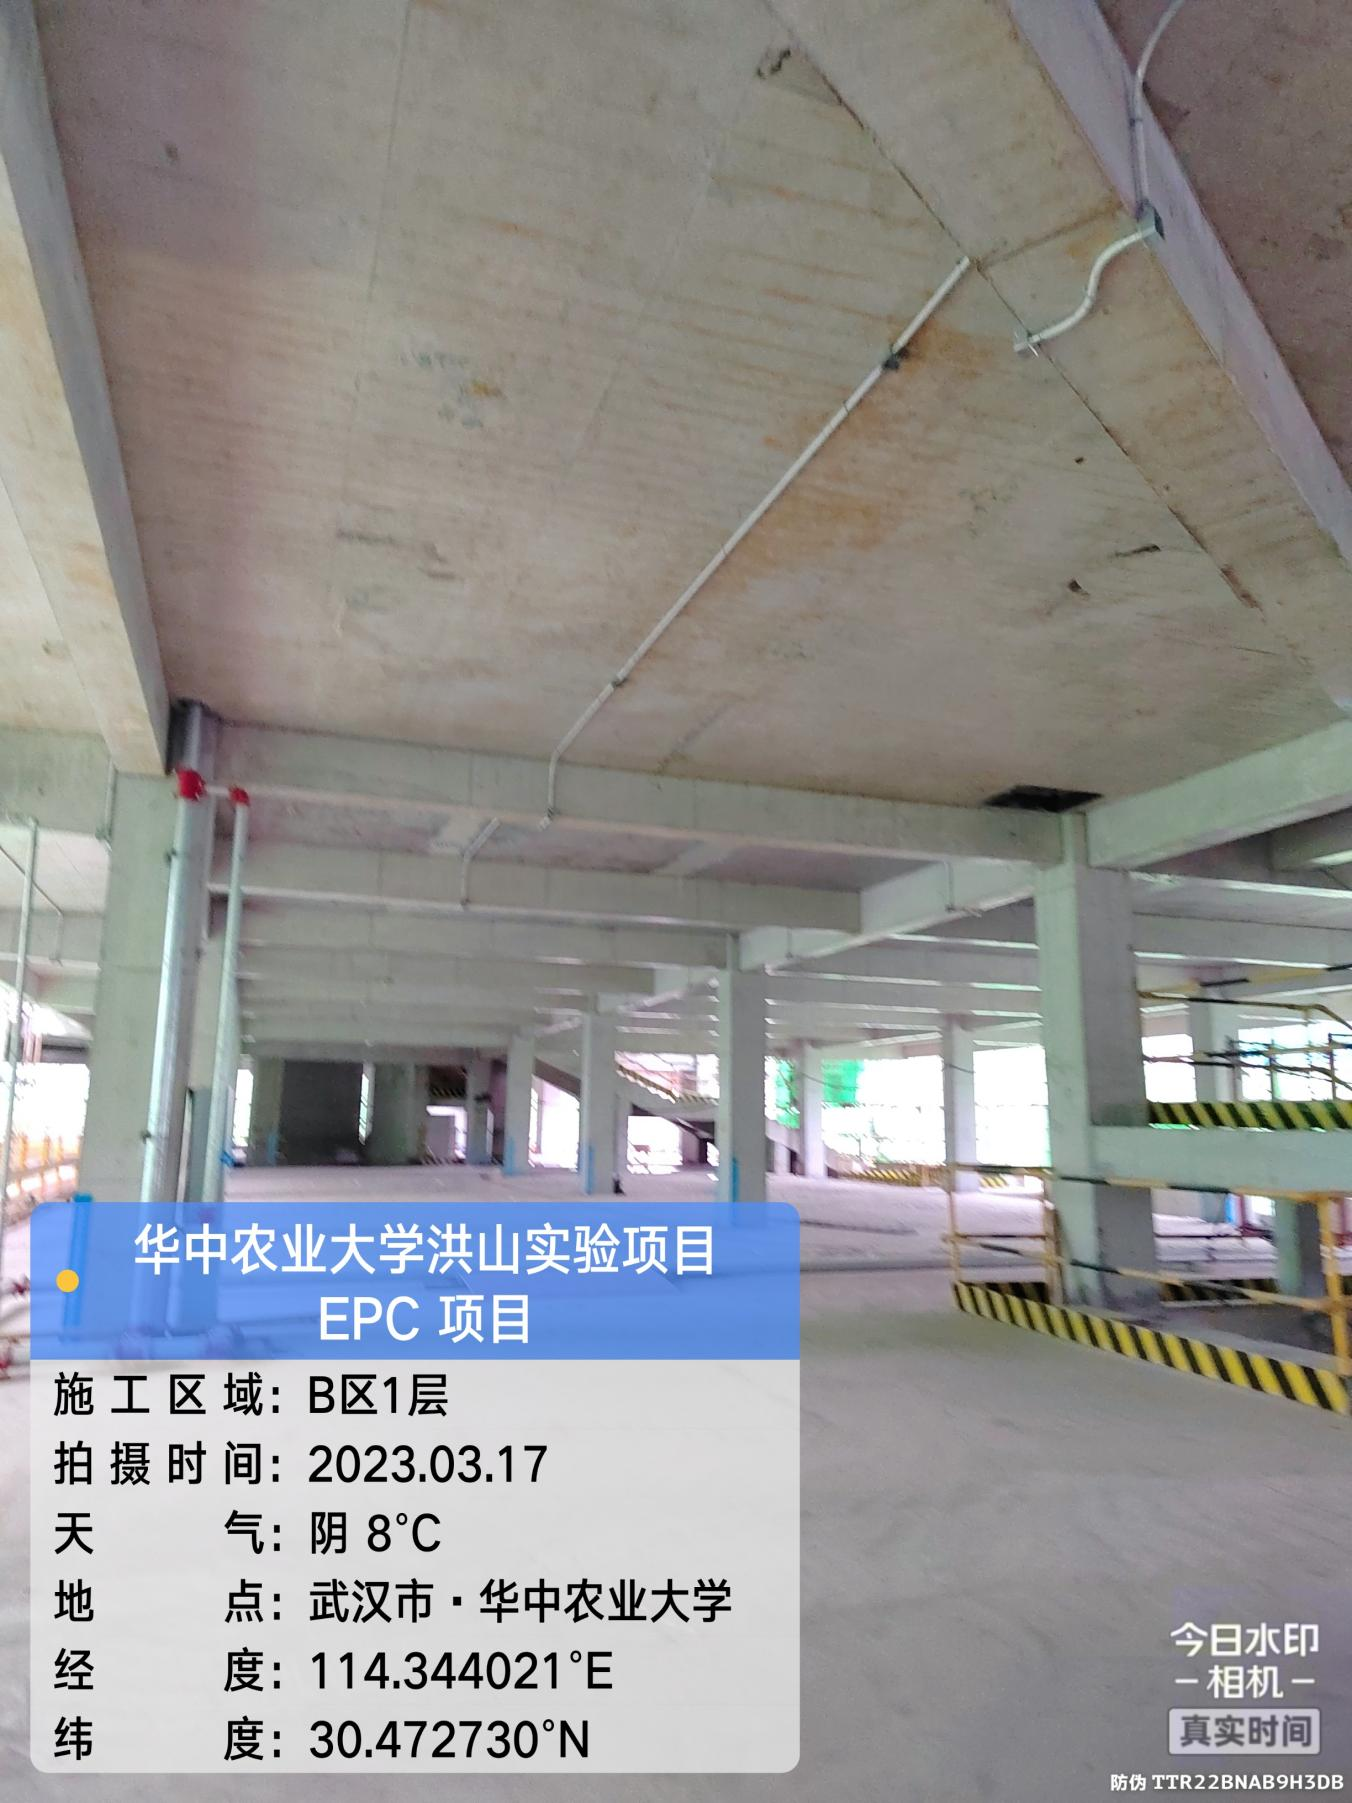 华中农业大学洪山实验项目
EPC 项目
施工区域：B区1层
拍摄时间：2023.03.17
天气：阴 8°C
地点：武汉市·华中农业大学
经度：114.344021°E
纬度：30.472730°N
今日水印
-相机-
真实时间
防伪 TTR22BNAB9H3DB